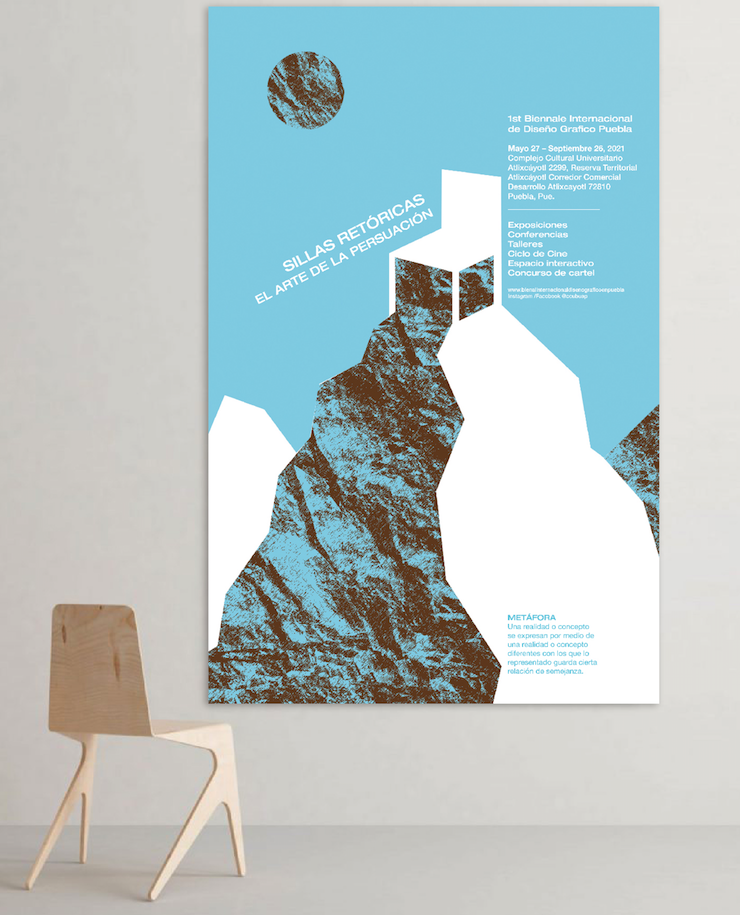 SILLAS RETÓRICAS
EL ARTE DE LA PERSUACIÓN
1st Biennale Internacional
de Diseño Grafico Puebla
Mayo 27 – Septiembre 26, 2021
Complejo Cultural Universitario
Atlixcáyotl 2299, Reserva Territorial
Atlixcáyotl Corredor Comercial
Desarrollo Atlixcayotl 72810
Puebla, Pue.
Exposiciones
Conferencias
Talleres
Ciclo de Cine
Espacio interactivo
Concurso de cartel
Instagram /Facebook
METÁFORA
Una realidad o concepto
se expresan por medio de
una realidad o concepto
diferentes con los que lo
representado guarda cierta
relación de semejanza.